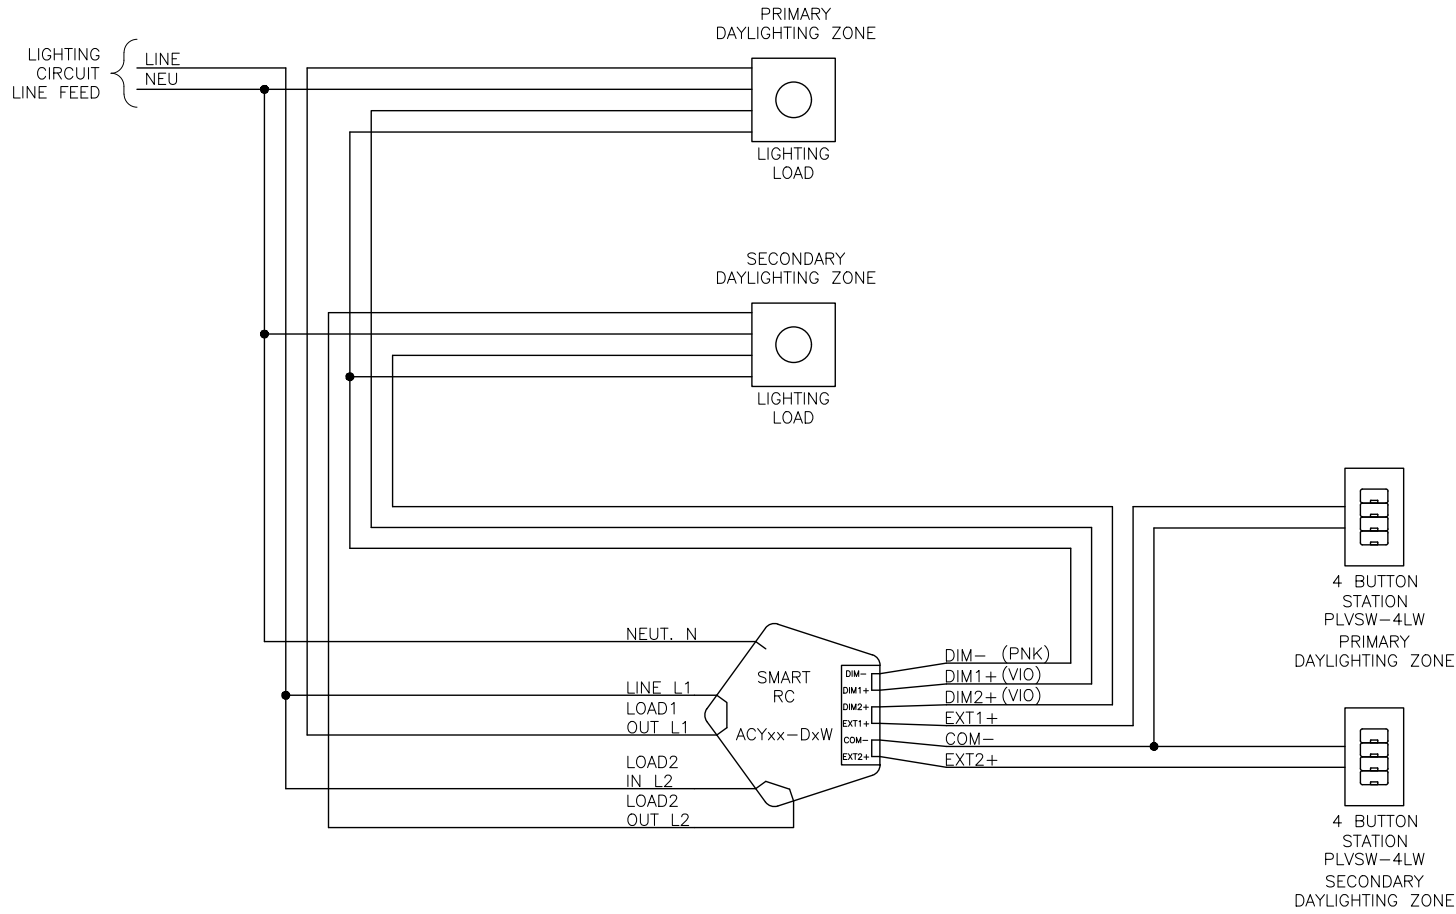 PRIMARY
DAYLIGHTING ZONE
LIGHTING
CIRCUIT
LINE FEED
LINE
NEU
LIGHTING
LOAD
SECONDARY
DAYLIGHTING ZONE
LIGHTING
LOAD
4 BUTTON
STATION
PLVSW-4LW
PRIMARY
DAYLIGHTING ZONE
NEUT. N
LINE L1
LOAD1
OUT L1
LOAD2
IN L2
LOAD2
OUT L2
SMART
RC
ACYxx-DxW
DIM-
DIM1+
DIM2+
EXT1+
COM-
EXT2+
DIM- (PNK)
DIM1+ (VIO)
DIM2+ (VIO)
EXT1+
COM-
EXT2+
4 BUTTON
STATION
PLVSW-4LW
SECONDARY
DAYLIGHTING ZONE